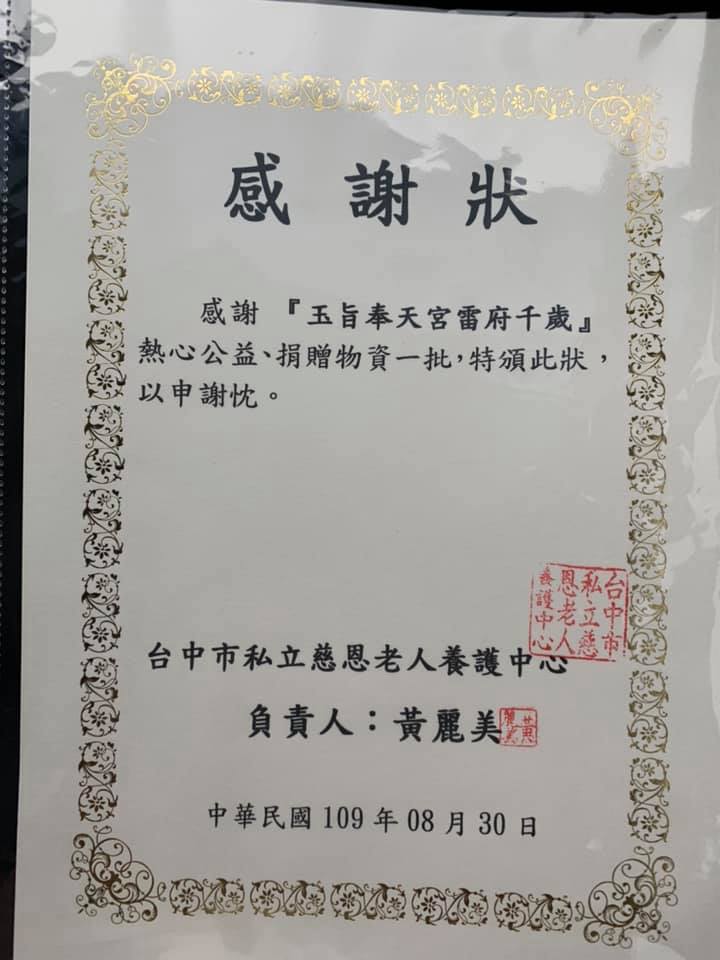 感謝狀
感謝『玉旨奉天宮雷府千歲』
熱心公益、捐贈物資一批，特頒此狀，
以申謝忱。
台中市
私立慈
恩老人
養護中心
台中市私立慈恩老人養護中心
負責人：黃麗美
黃麗美
中華民國 109 年 08 月 30 日